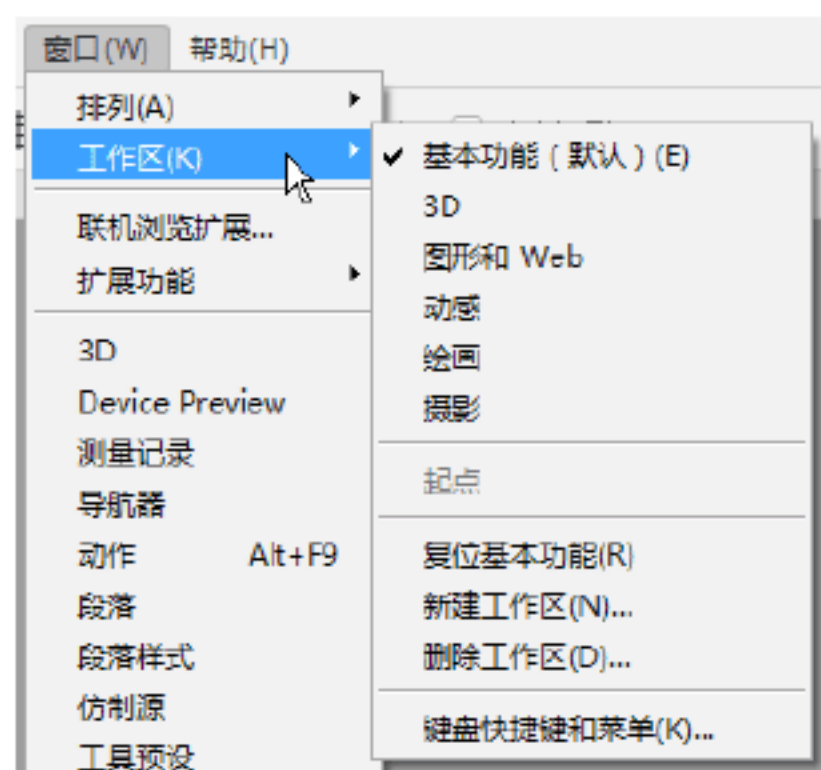 窗口(W) 帮助(H)
排列(A)
工作区(K)
联机浏览扩展...
扩展功能
3D
Device Preview
测量记录
导航器
动作 Alt+F9
段落
段落样式
仿制源
工具预设
基本功能（默认）(E)
3D
图形和 Web
动感
绘画
摄影
起点
复位基本功能(R)
新建工作区(N)...
删除工作区(D)...
键盘快捷键和菜单(K)...